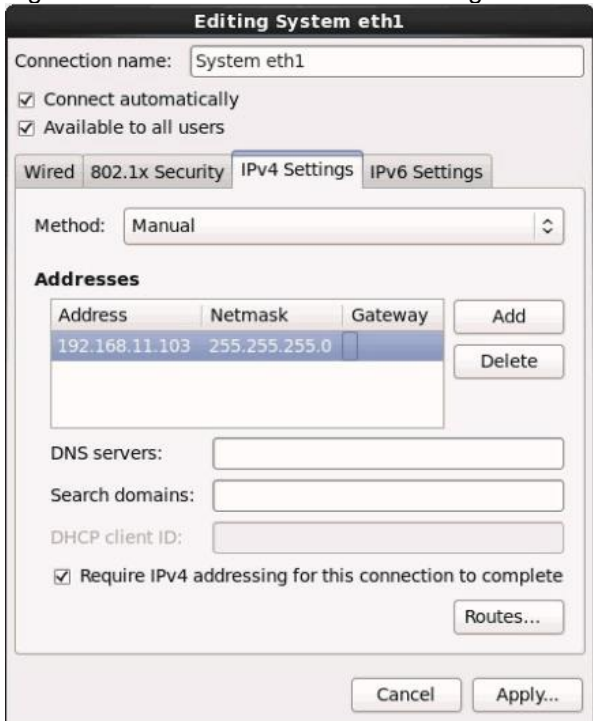 Editing System eth1
Connection name: System eth1
Connect automatically
Available to all users
Wired 802.1x Security IPv4 Settings IPv6 Settings
Method: Manual
Addresses
Address Netmask Gateway Add
192.168.11.103 255.255.255.0
Delete
DNS servers:
Search domains:
DHCP client ID:
Require IPv4 addressing for this connection to complete
Routes...
Cancel Apply...